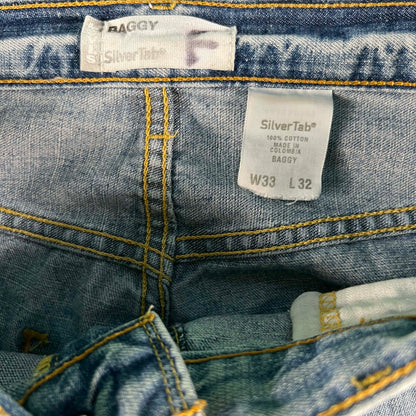 BAGGY
SilverTab®
F
SilverTab®
100% COTTON
MADE IN
COLOMBIA
BAGGY
W33 L32